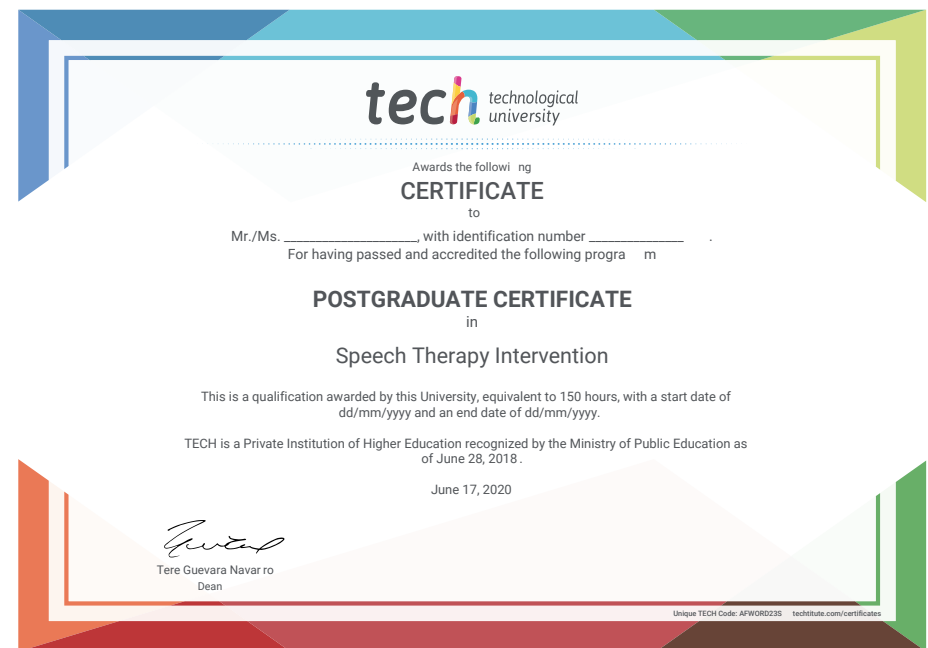 tech technological
university
Awards the followi ng
CERTIFICATE
to
Mr./Ms. ____________________, with identification number ______________ .
For having passed and accredited the following progra m
POSTGRADUATE CERTIFICATE
in
Speech Therapy Intervention
This is a qualification awarded by this University, equivalent to 150 hours, with a start date of
dd/mm/yyyy and an end date of dd/mm/yyyy.
TECH is a Private Institution of Higher Education recognized by the Ministry of Public Education as
of June 28, 2018 .
June 17, 2020
Tere Guevara Navar ro
Dean
Unique TECH Code: AFWORD23S techtitute.com/certificates